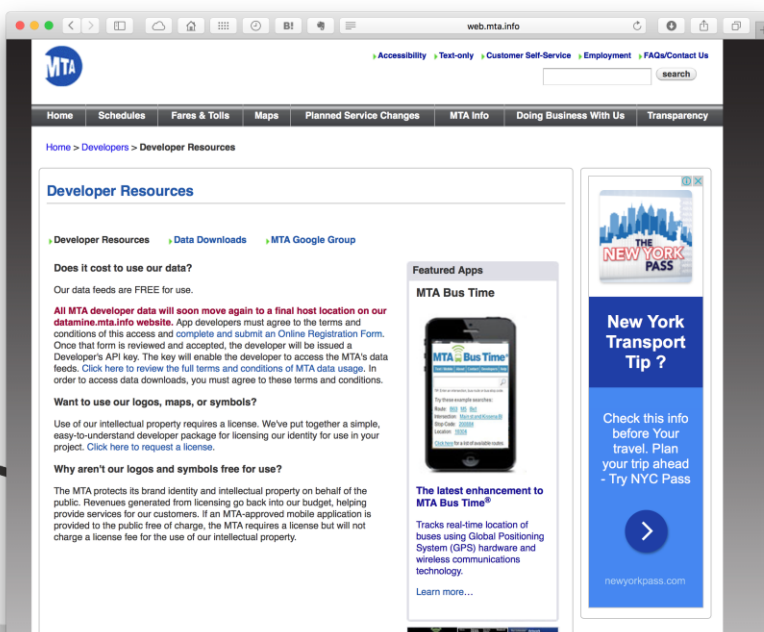 web.mta.info
B!
MTA
Accessibility Text-only Customer Self-Service Employment FAQs/Contact Us
search
Home Schedules Fares & Tolls Maps Planned Service Changes MTA Info Doing Business With Us Transparency
Home > Developers > Developer Resources
Developer Resources
Developer Resources Data Downloads MTA Google Group
Does it cost to use our data?
Our data feeds are FREE for use.
All MTA developer data will soon move again to a final host location on our
datamine.mta.info website. App developers must agree to the terms and
conditions of this access and complete and submit an Online Registration Form.
Once that form is reviewed and accepted, the developer will be issued a
Developer's API key. The key will enable the developer to access the MTA's data
feeds. Click here to review the full terms and conditions of MTA data usage. In
order to access data downloads, you must agree to these terms and conditions.
Want to use our logos, maps, or symbols?
Use of our intellectual property requires a license. We've put together a simple,
easy-to-understand developer package for licensing our identity for use in your
project. Click here to request a license.
Why aren't our logos and symbols free for use?
The MTA protects its brand identity and intellectual property on behalf of the
public. Revenues generated from licensing go back into our budget, helping
provide services for our customers. If an MTA-approved mobile application is
provided to the public free of charge, the MTA requires a license but will not
charge a license fee for the use of our intellectual property.
Featured Apps
MTA Bus Time
MTA Bus Time
Try these example searches:
Route:
Intersection:
Stop Code:
Location:
Click here for a list of available routes.
The latest enhancement to
MTA Bus Time®
Tracks real-time location of
buses using Global Positioning
System (GPS) hardware and
wireless communications
technology.
Learn more…
THE
NEW YORK
PASS
New York
Transport
Tip ?
Check this info
before Your
travel. Plan
your trip ahead
- Try NYC Pass
newyorkpass.com